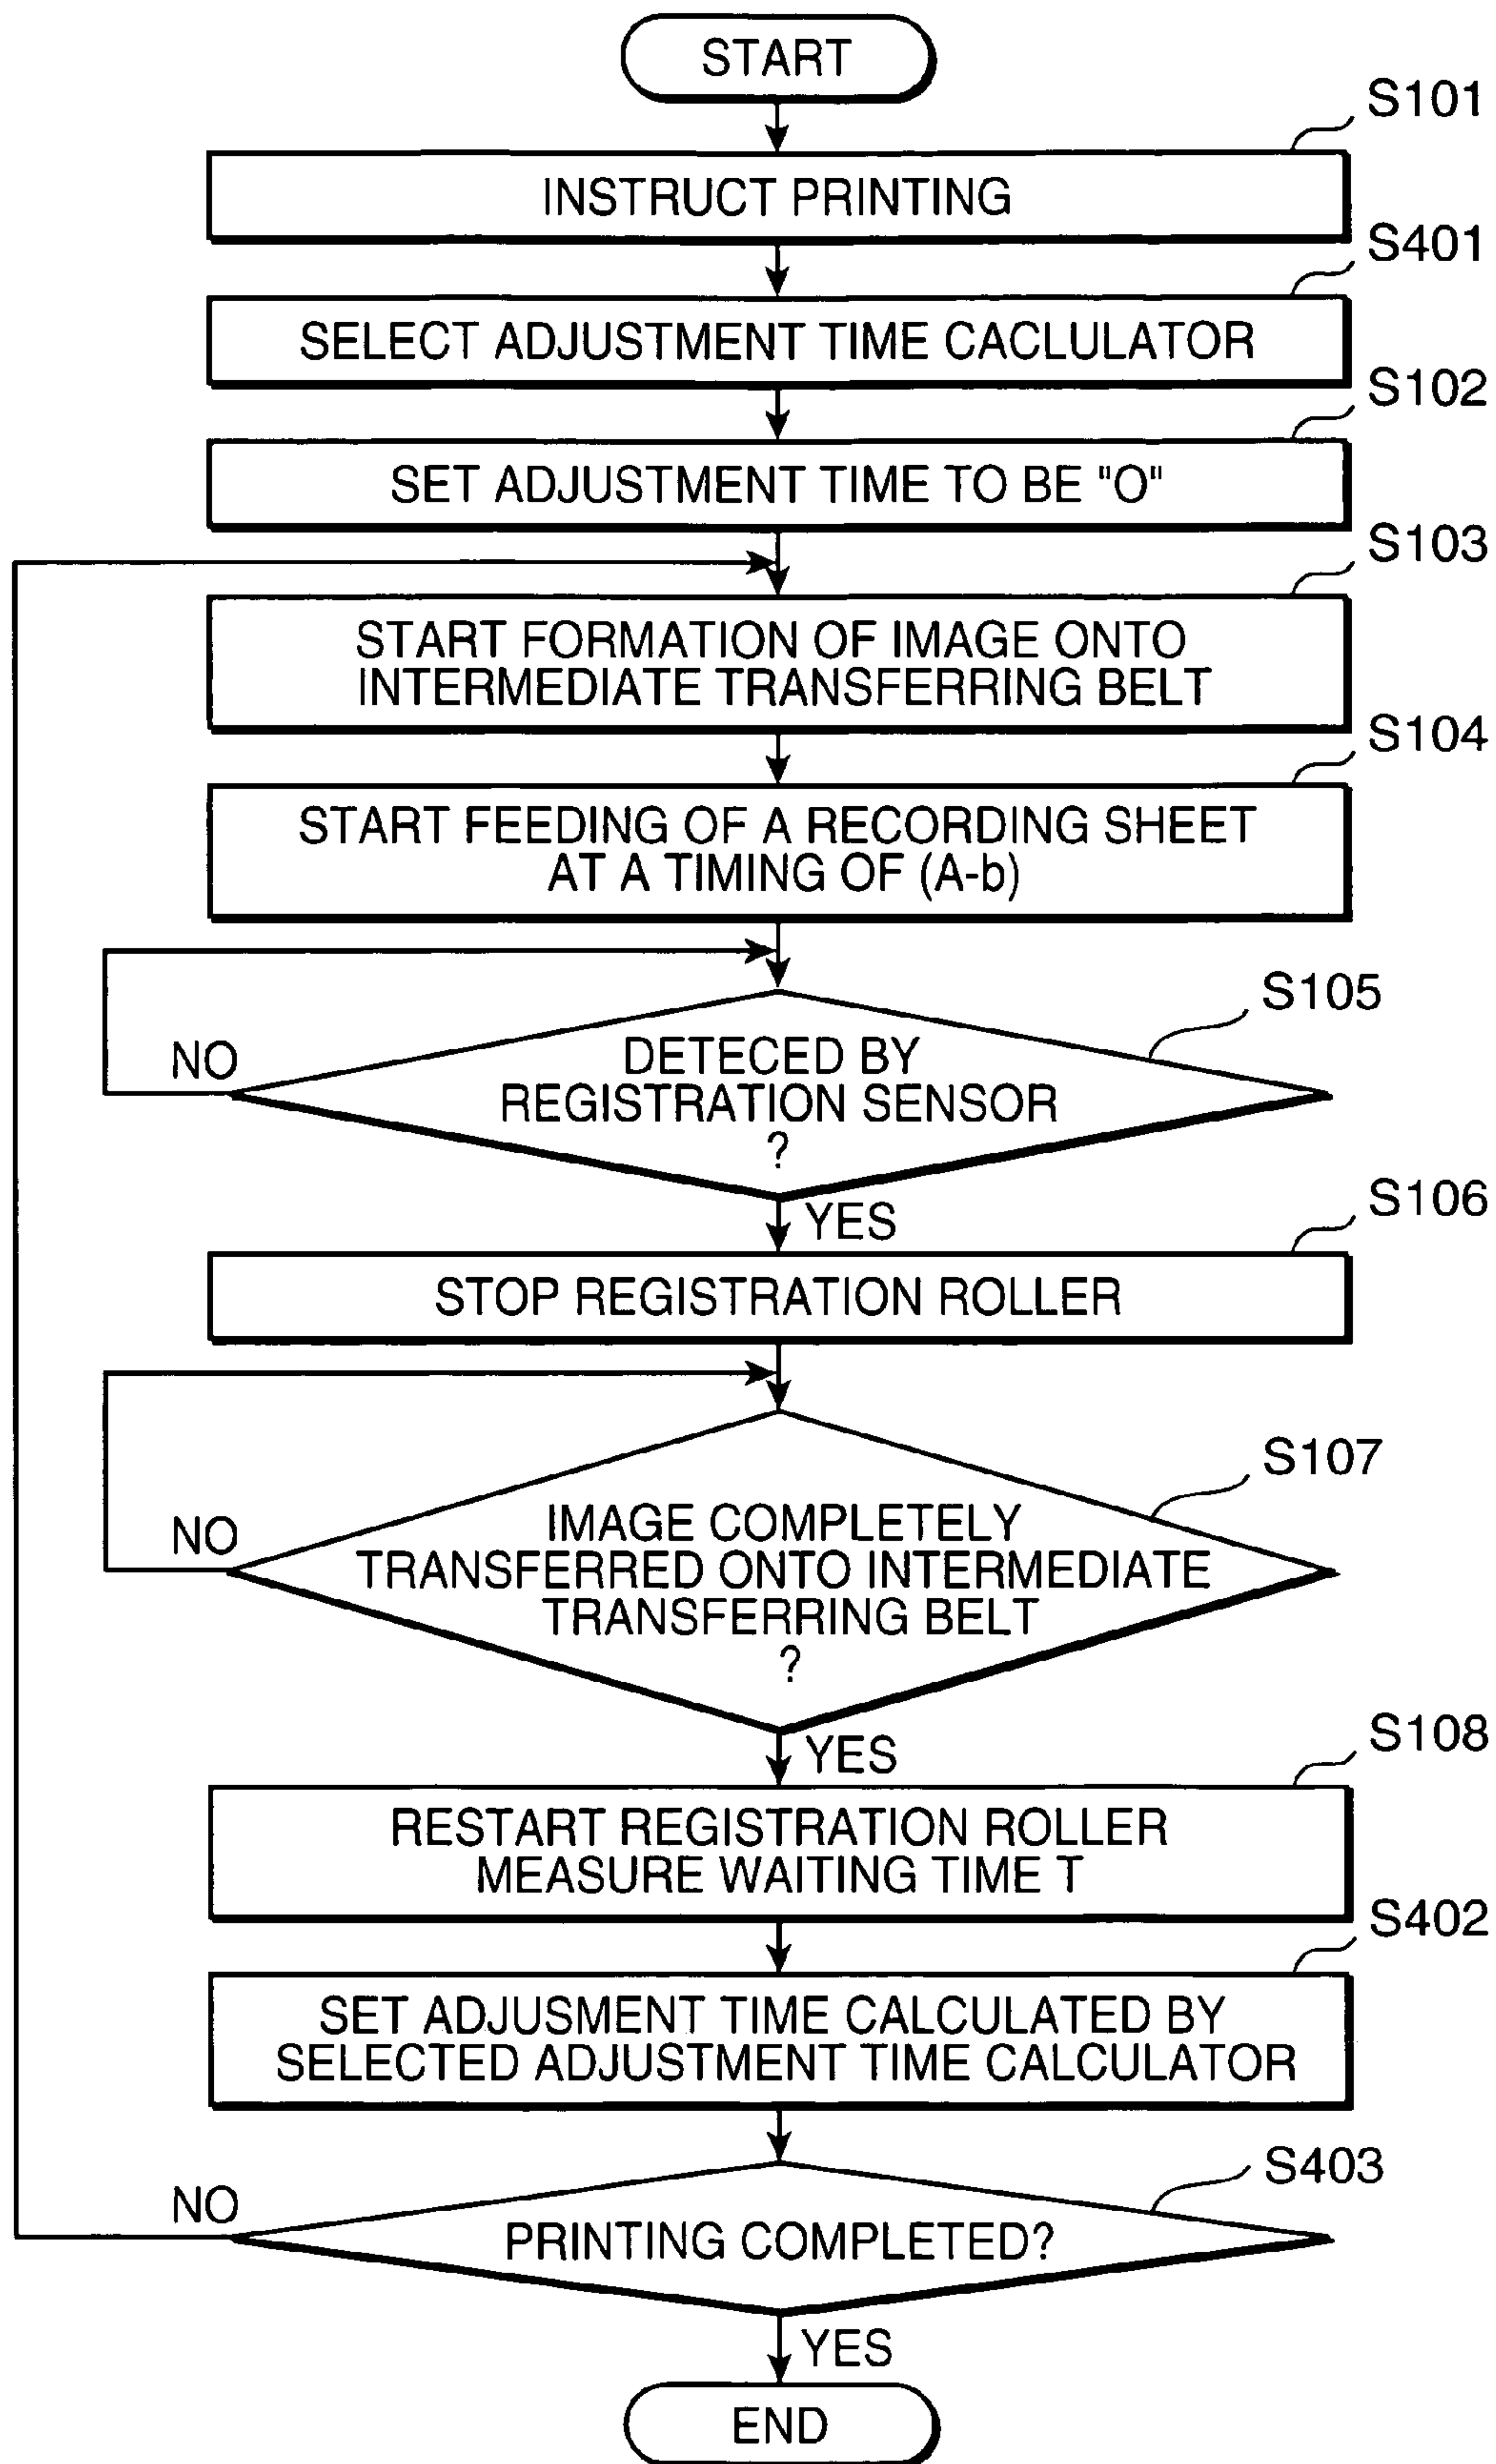 START
S101
INSTRUCT PRINTING
S401
SELECT ADJUSTMENT TIME CACLULATOR
S102
SET ADJUSTMENT TIME TO BE "O"
S103
START FORMATION OF IMAGE ONTO
INTERMEDIATE TRANSFERRING BELT
S104
START FEEDING OF A RECORDING SHEET
AT A TIMING OF (A-b)
S105
NO
DETECED BY
REGISTRATION SENSOR
?
YES
S106
STOP REGISTRATION ROLLER
S107
NO
IMAGE COMPLETELY
TRANSFERRED ONTO INTERMEDIATE
TRANSFERRING BELT
?
YES
S108
RESTART REGISTRATION ROLLER
MEASURE WAITING TIME T
S402
SET ADJUSMENT TIME CALCULATED BY
SELECTED ADJUSTMENT TIME CALCULATOR
S403
NO
PRINTING COMPLETED?
YES
END